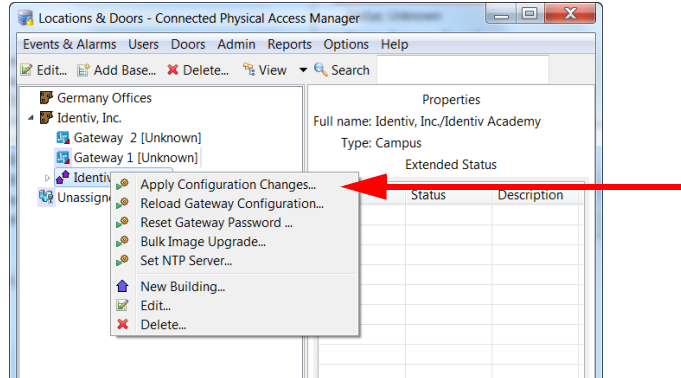 Locations & Doors - Connected Physical Access Manager
Events & Alarms Users Doors Admin Reports Options Help
Edit... Add Base... Delete... View Search
Germany Offices
Identiv, Inc.
Gateway 2 [Unknown]
Gateway 1 [Unknown]
Identiv
Unassigne
Properties
Full name: Identiv, Inc./Identiv Academy
Type: Campus
Extended Status
Status Description
Apply Configuration Changes...
Reload Gateway Configuration...
Reset Gateway Password ...
Bulk Image Upgrade...
Set NTP Server...
New Building...
Edit...
Delete...